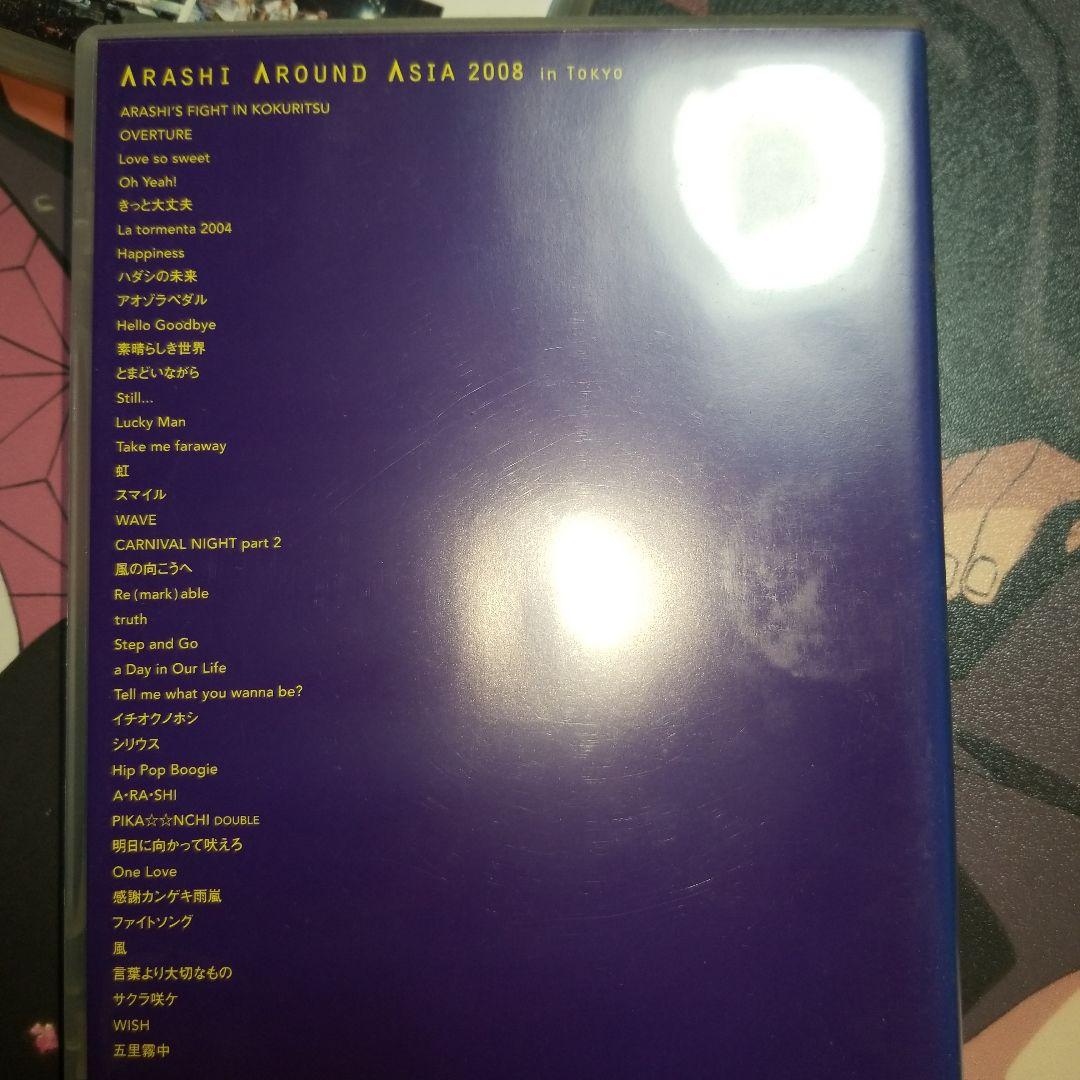 ARASHI AROUND ASIA 2008 in TOKYO
ARASHI'S FIGHT IN KOKURITSU
OVERTURE
Love so sweet
Oh Yeah!
きっと大丈夫
La tormenta 2004
Happiness
ハダシの未来
アオゾラペダル
Hello Goodbye
素晴らしき世界
とまどいながら
Still...
Lucky Man
Take me faraway
虹
スマイル
WAVE
CARNIVAL NIGHT part 2
風の向こうへ
Re(mark)able
truth
Step and Go
a Day in Our Life
Tell me what you wanna be?
イチオクノホシ
シリウス
Hip Pop Boogie
A・RA・SHI
PIKA☆☆NCHI DOUBLE
明日に向かって吠えろ
One Love
感謝カンゲキ雨嵐
ファイトソング
風
言葉より大切なもの
サクラ咲ケ
WISH
五里霧中